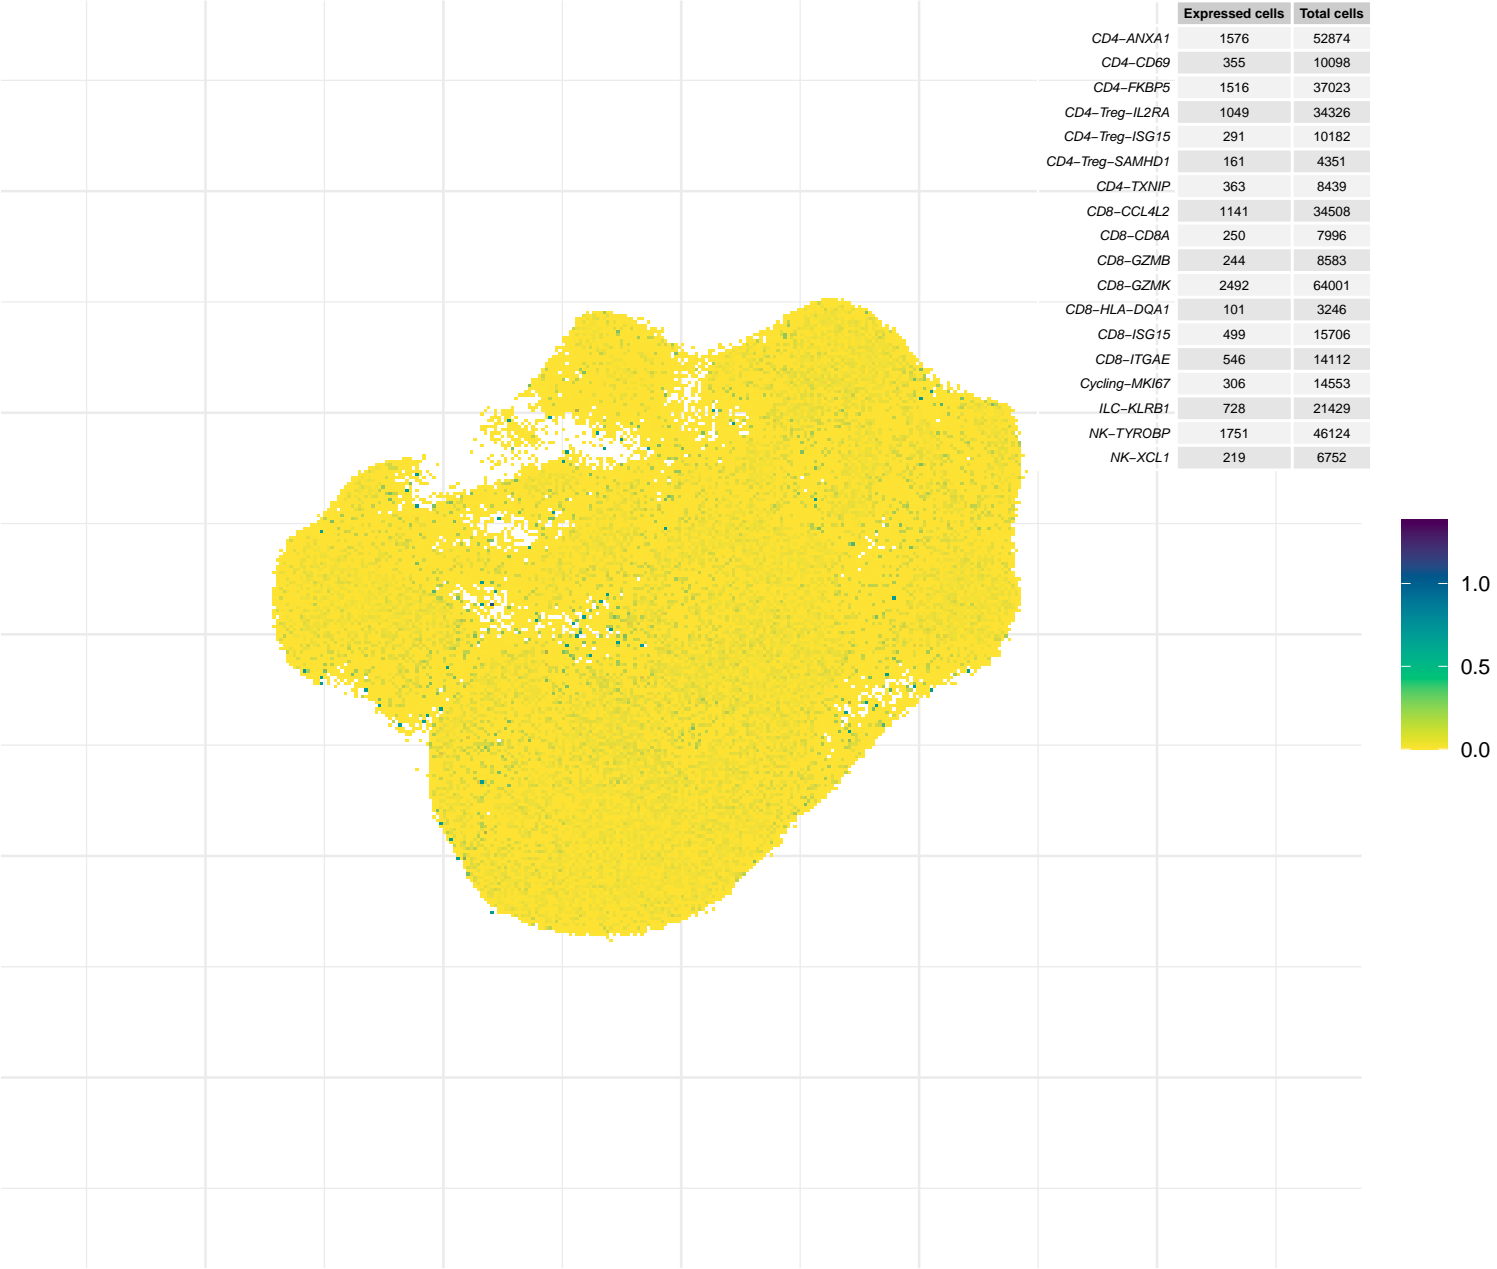 Expressed cells Total cells
CD4−ANXA1 1576 52874
CD4−CD69 355 10098
CD4−FKBP5 1516 37023
CD4−Treg−IL2RA 1049 34326
CD4−Treg−ISG15 291 10182
CD4−Treg−SAMHD1 161 4351
CD4−TXNIP 363 8439
CD8−CCL4L2 1141 34508
CD8−CD8A 250 7996
CD8−GZMB 244 8583
CD8−GZMK 2492 64001
CD8−HLA−DQA1 101 3246
CD8−ISG15 499 15706
CD8−ITGAE 546 14112
Cycling−MKI67 306 14553
ILC−KLRB1 728 21429
NK−TYROBP 1751 46124
NK−XCL1 219 6752
1.0
0.5
0.0